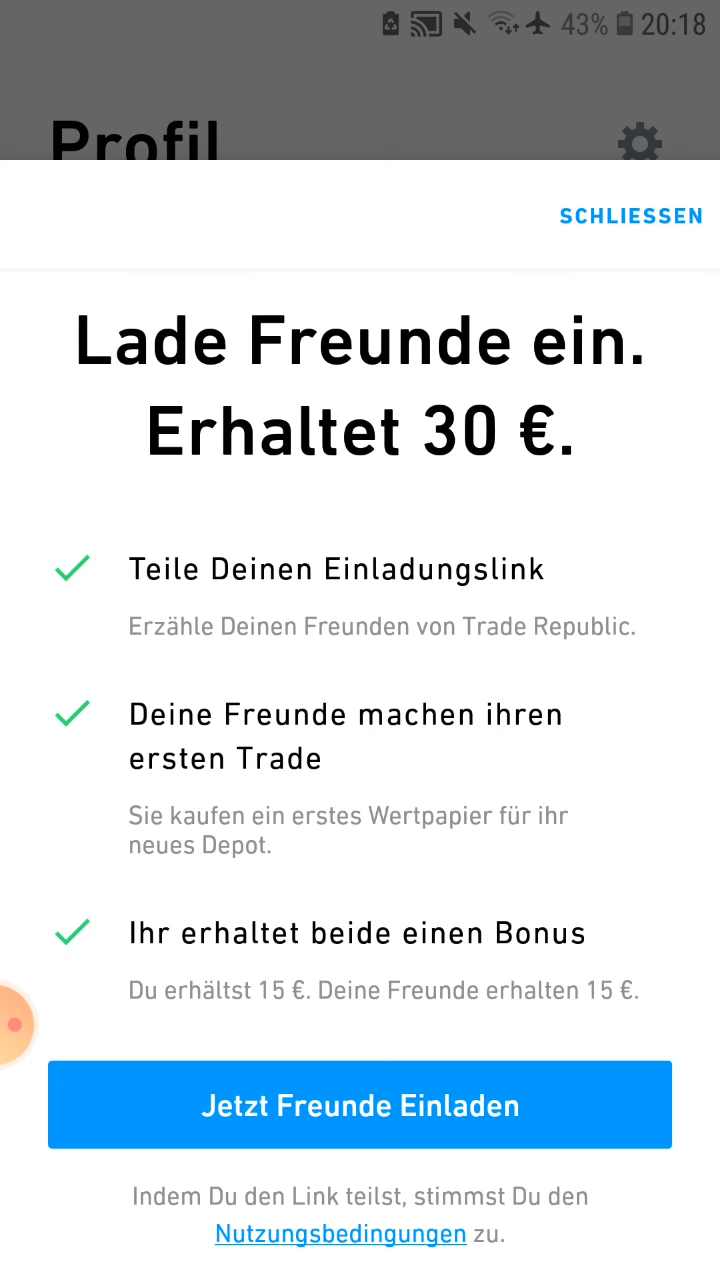 43% 20:18
Profil
SCHLIESSEN
Lade Freunde ein.
Erhaltet 30 €.
Teile Deinen Einladungslink
Erzähle Deinen Freunden von Trade Republic.
Deine Freunde machen ihren
ersten Trade
Sie kaufen ein erstes Wertpapier für ihr
neues Depot.
Ihr erhaltet beide einen Bonus
Du erhältst 15 €. Deine Freunde erhalten 15 €.
Jetzt Freunde Einladen
Indem Du den Link teilst, stimmst Du den
Nutzungsbedingungen zu.